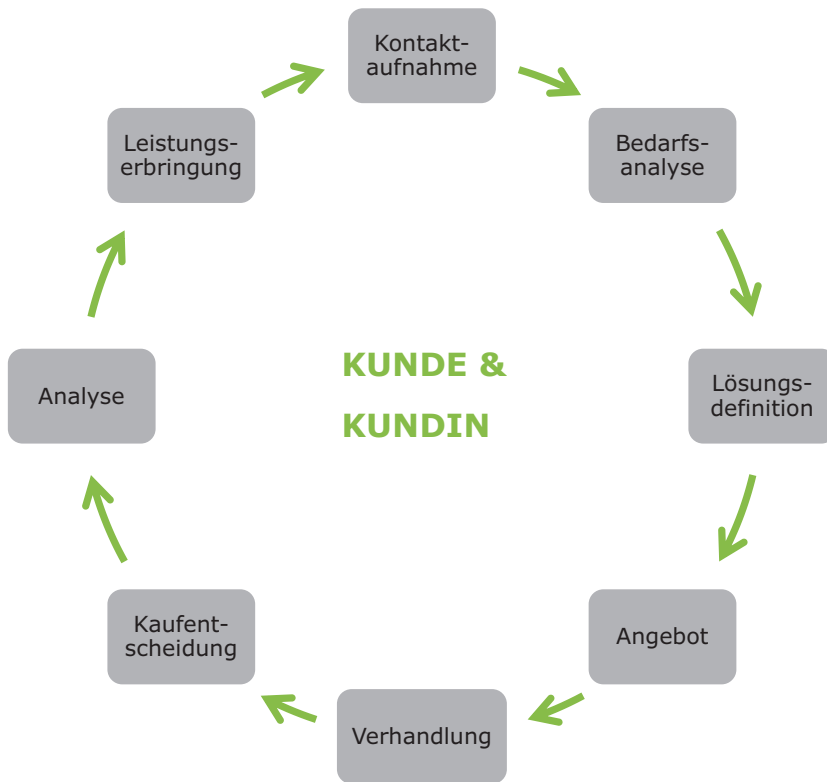 Kontakt-
aufnahme
Bedarfs-
analyse
Lösungs-
definition
Angebot
Verhandlung
Kaufent-
scheidung
Analyse
Leistungs-
erbringung
KUNDE &
KUNDIN